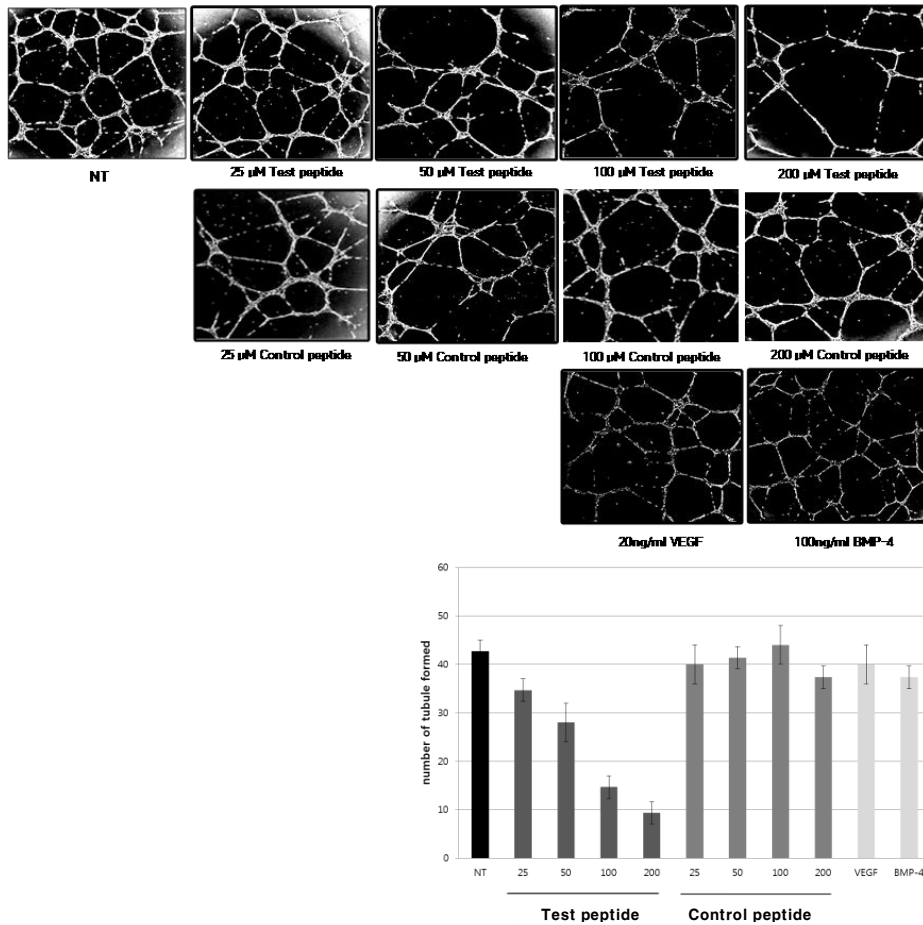 NT
25 μM Test peptide
50 μM Test peptide
100 μM Test peptide
200 μM Test peptide
25 μM Control peptide
50 μM Control peptide
100 μM Control peptide
200 μM Control peptide
20ng/ml VEGF
100ng/ml BMP-4
number of tubule formed
60
50
40
30
20
10
0
NT 25 50 100 200 25 50 100 200 VEGF BMP-4
Test peptide Control peptide